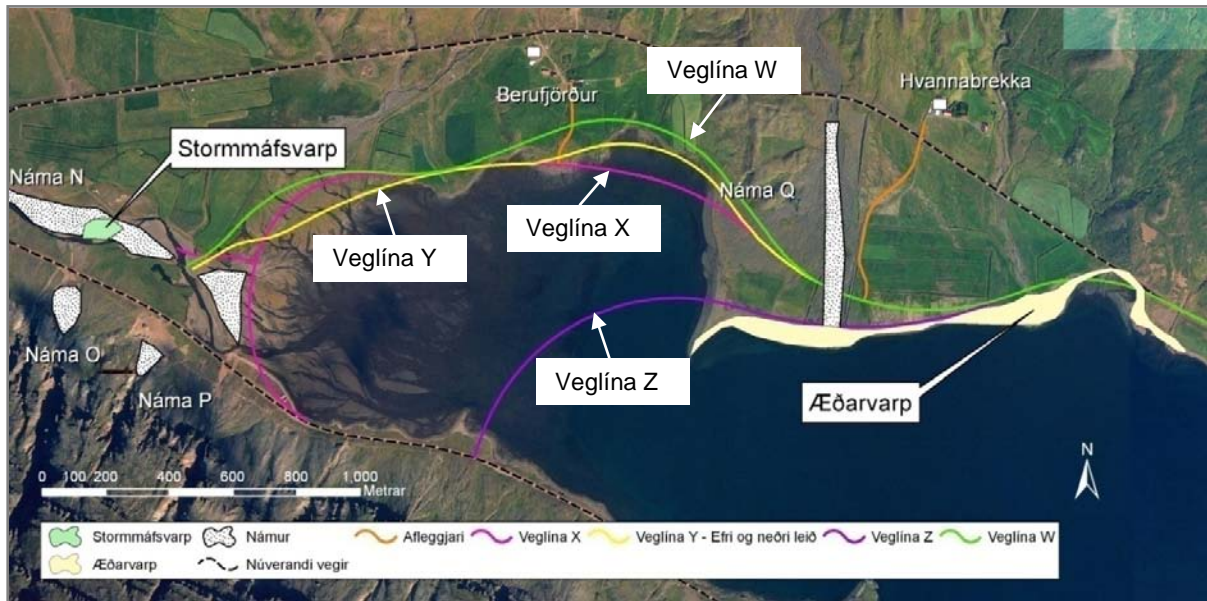 Veglína W
Berufjörður
Hvannabrekka
Stormmáfsvarp
Náma N
Náma Q
Veglína X
Veglína Y
Náma O
Veglína Z
Náma P
Æðarvarp
N
0 100 200 400 600 800 1,000
Metrar
Stormmáfsvarp Námur Afleggjari Veglína X Veglína Y - Efri og neðri leið Veglína Z Veglína W
Æðarvarp Núverandi vegir